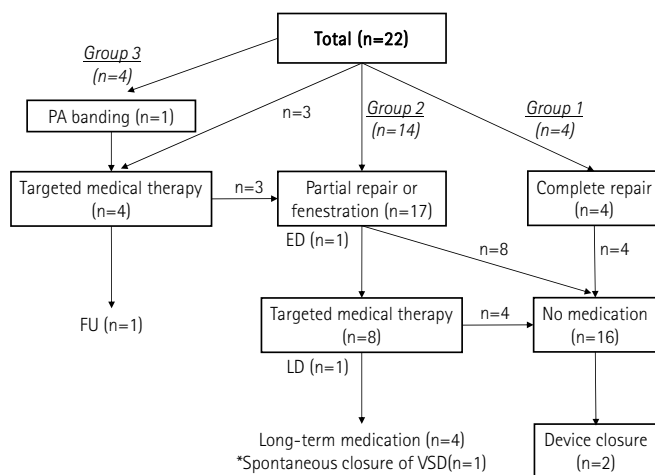 Total (n=22)
Group 3
(n=4)
PA banding (n=1)
n=3
Group 2
(n=14)
Group 1
(n=4)
Targeted medical therapy
(n=4)
n=3
Partial repair or
fenestration (n=17)
Complete repair
(n=4)
ED (n=1)
n=8
n=4
FU (n=1)
Targeted medical therapy
(n=8)
n=4
No medication
(n=16)
LD (n=1)
Long-term medication (n=4)
*Spontaneous closure of VSD(n=1)
Device closure
(n=2)